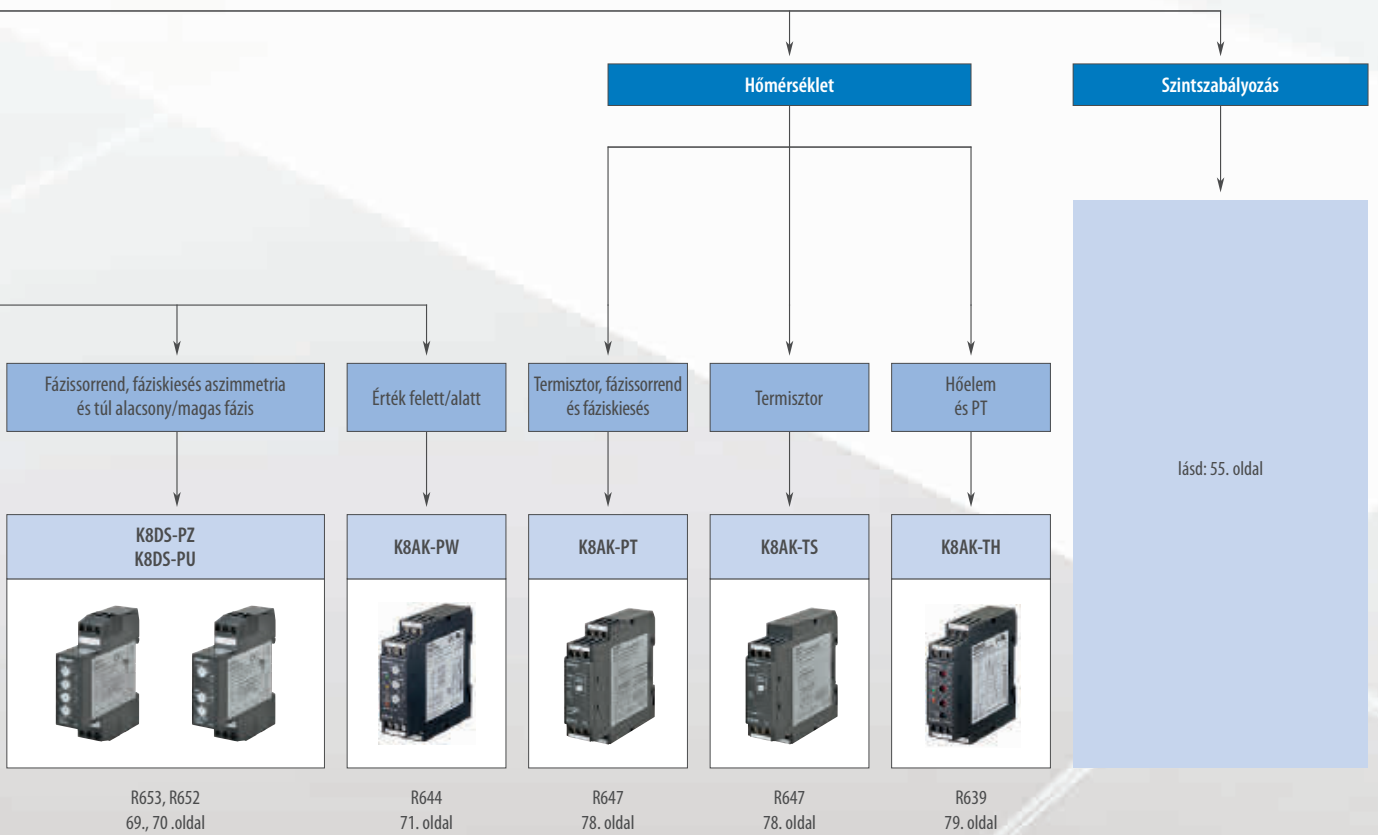 Hőmérséklet
Szintszabályozás
Fázissorrend, fáziskiesés aszimmetria
és túl alacsony/magas fázis
Érték felett/alatt
Termisztor, fázissorrend
és fáziskiesés
Termisztor
Hőelem
és PT
lásd: 55. oldal
K8DS-PZ
K8DS-PU
K8AK-PW
K8AK-PT
K8AK-TS
K8AK-TH
R653, R652
69., 70 .oldal
R644
71. oldal
R647
78. oldal
R647
78. oldal
R639
79. oldal